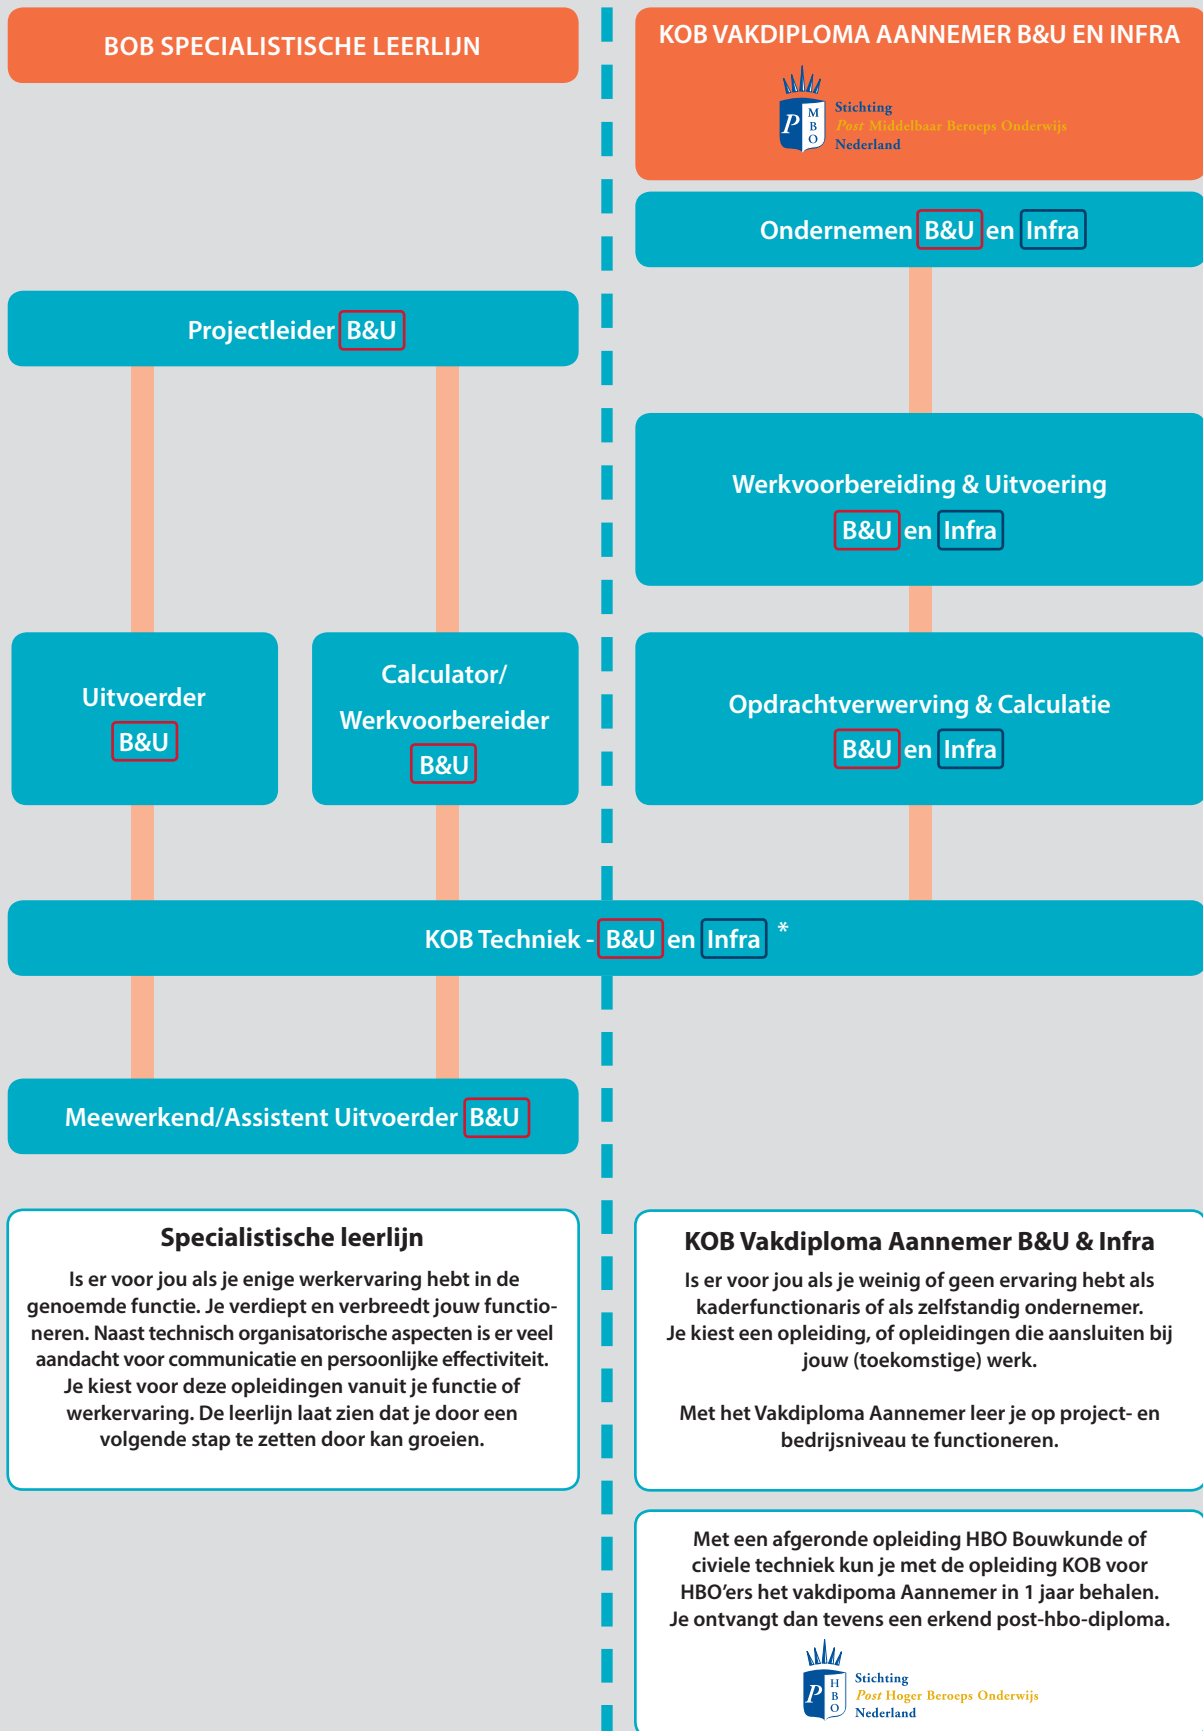 BOB SPECIALISTISCHE LEERLIJN
Projectleider B&U
Uitvoerder
B&U
Calculator/
Werkvoorbereider
B&U
KOB VAKDIPLOMA AANNEMER B&U EN INFRA
P
M
B
O
Stichting
Post Middelbaar Beroeps Onderwijs
Nederland
Ondernemen B&U en Infra
Werkvoorbereiding & Uitvoering
B&U en Infra
Opdrachtverwerving & Calculatie
B&U en Infra
KOB Techniek - B&U en Infra *
Meewerkend/Assistent Uitvoerder B&U
Specialistische leerlijn
Is er voor jou als je enige werkervaring hebt in de
genoemde functie. Je verdiept en verbreedt jouw functio-
neren. Naast technisch organisatorische aspecten is er veel
aandacht voor communicatie en persoonlijke effectiviteit.
Je kiest voor deze opleidingen vanuit je functie of
werkervaring. De leerlijn laat zien dat je door een
volgende stap te zetten door kan groeien.
KOB Vakdiploma Aannemer B&U & Infra
Is er voor jou als je weinig of geen ervaring hebt als
kaderfunctionaris of als zelfstandig ondernemer.
Je kiest een opleiding, of opleidingen die aansluiten bij
jouw (toekomstige) werk.
Met het Vakdiploma Aannemer leer je op project- en
bedrijsniveau te functioneren.
Met een afgeronde opleiding HBO Bouwkunde of
civiele techniek kun je met de opleiding KOB voor
HBO'ers het vakdipoma Aannemer in 1 jaar behalen.
Je ontvangt dan tevens een erkend post-hbo-diploma.
P
H
B
O
Stichting
Post Hoger Beroeps Onderwijs
Nederland